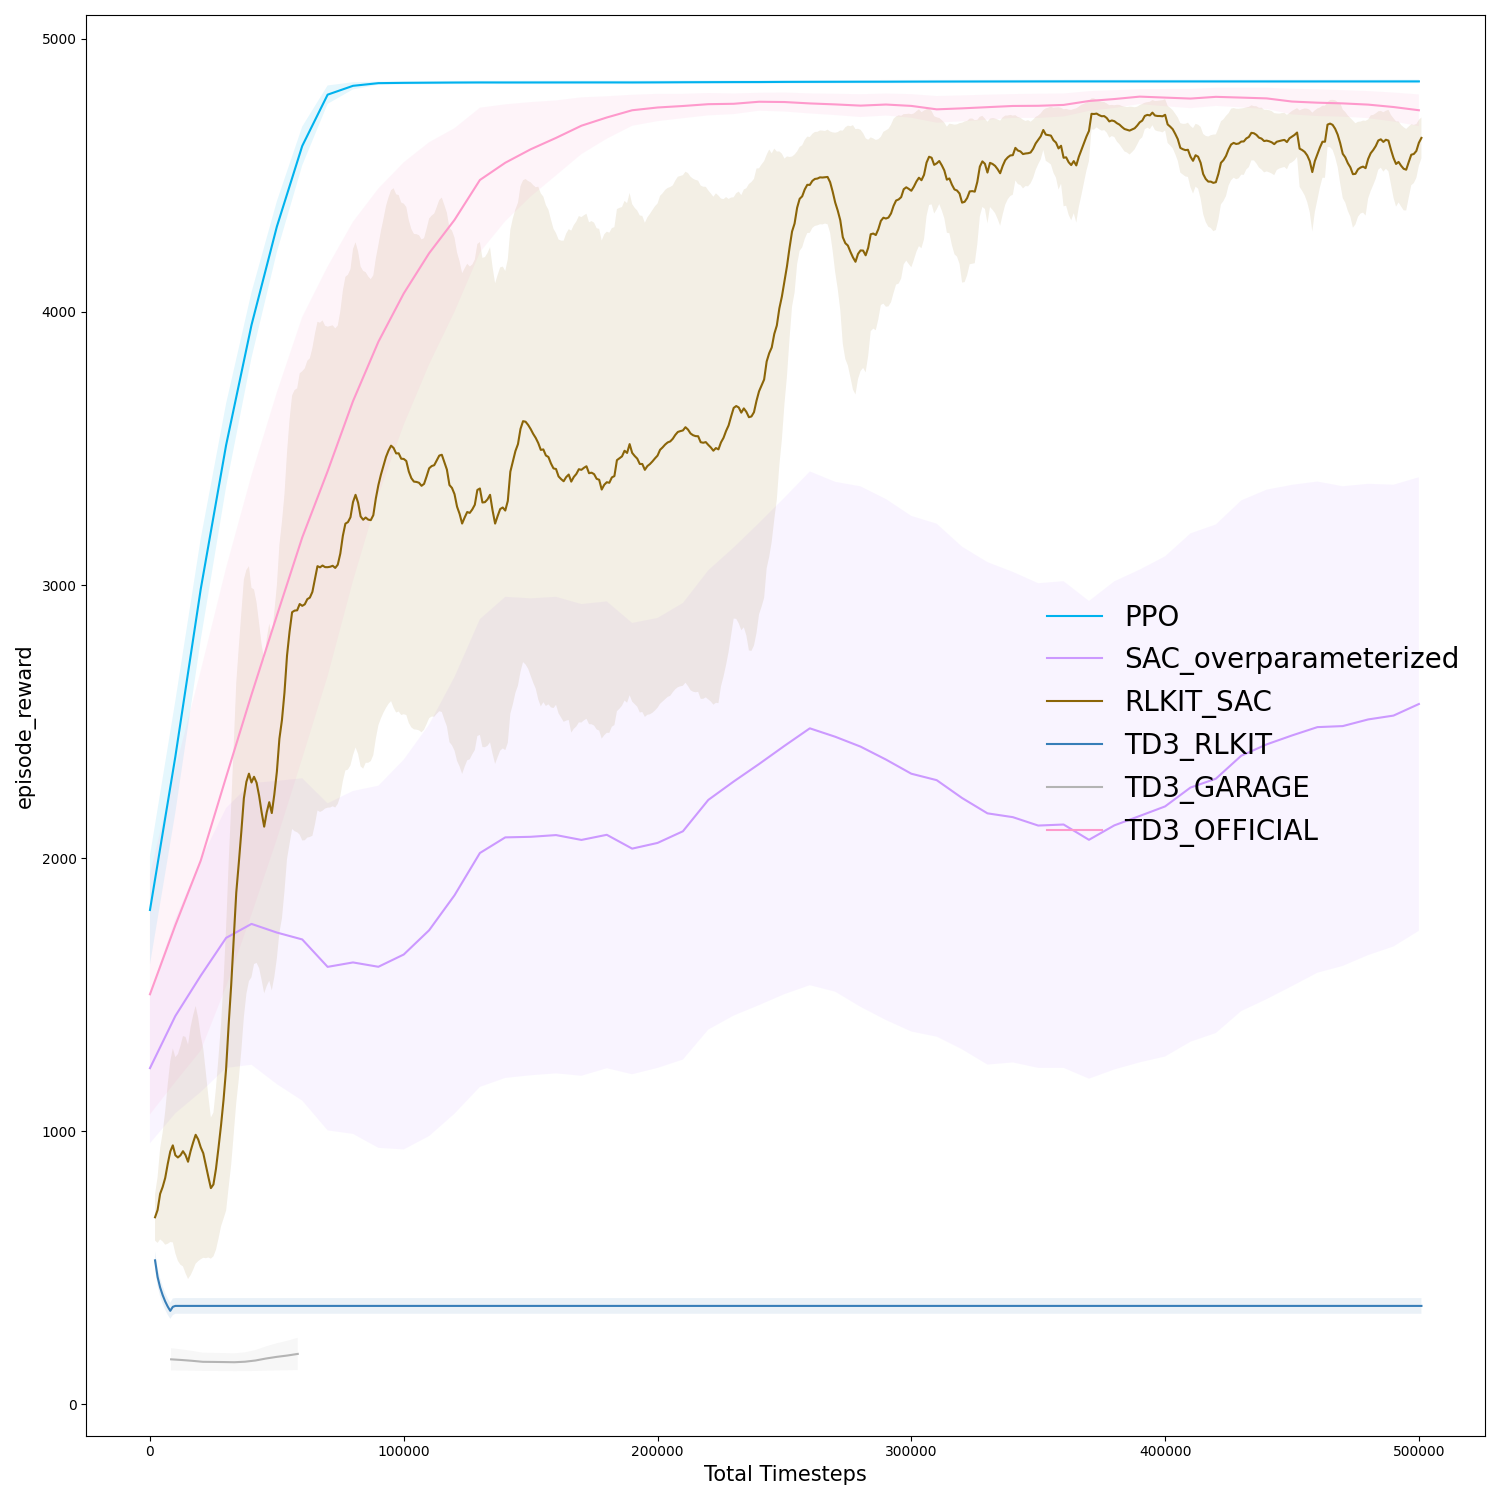 5000
4000
3000
2000
1000
0
episode_reward
PPO
SAC_overparameterized
RLKIT_SAC
TD3_RLKIT
TD3_GARAGE
TD3_OFFICIAL
0 100000 200000 300000 400000 500000
Total Timesteps